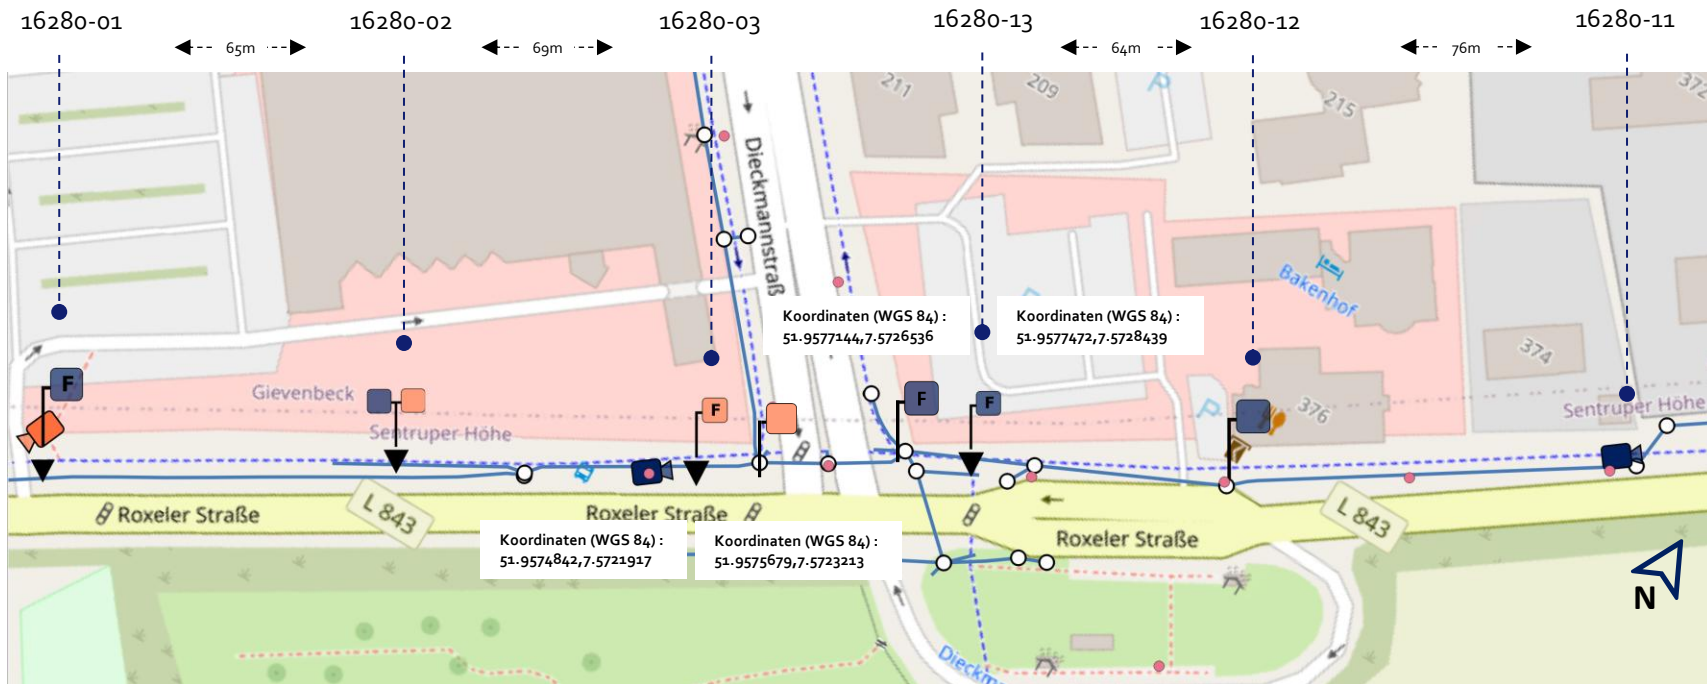 16280-01
16280-02
16280-03
16280-13
16280-12
16280-11
65m
69m
64m
76m
211
209
215
372
Dieckmannstraß
Bakenhof
Koordinaten (WGS 84) :
51.9577144,7.5726536
Koordinaten (WGS 84) :
51.9577472,7.5728439
374
376
F
Gievenbeck
Sentruper Höhe
F
F
F
Sentruper Höhe
P
P
P
L 843
L 843
Roxeler Straße
Roxeler Straße
Roxeler Straße
Koordinaten (WGS 84) :
51.9574842,7.5721917
Koordinaten (WGS 84) :
51.9575679,7.5723213
N
Dieckm